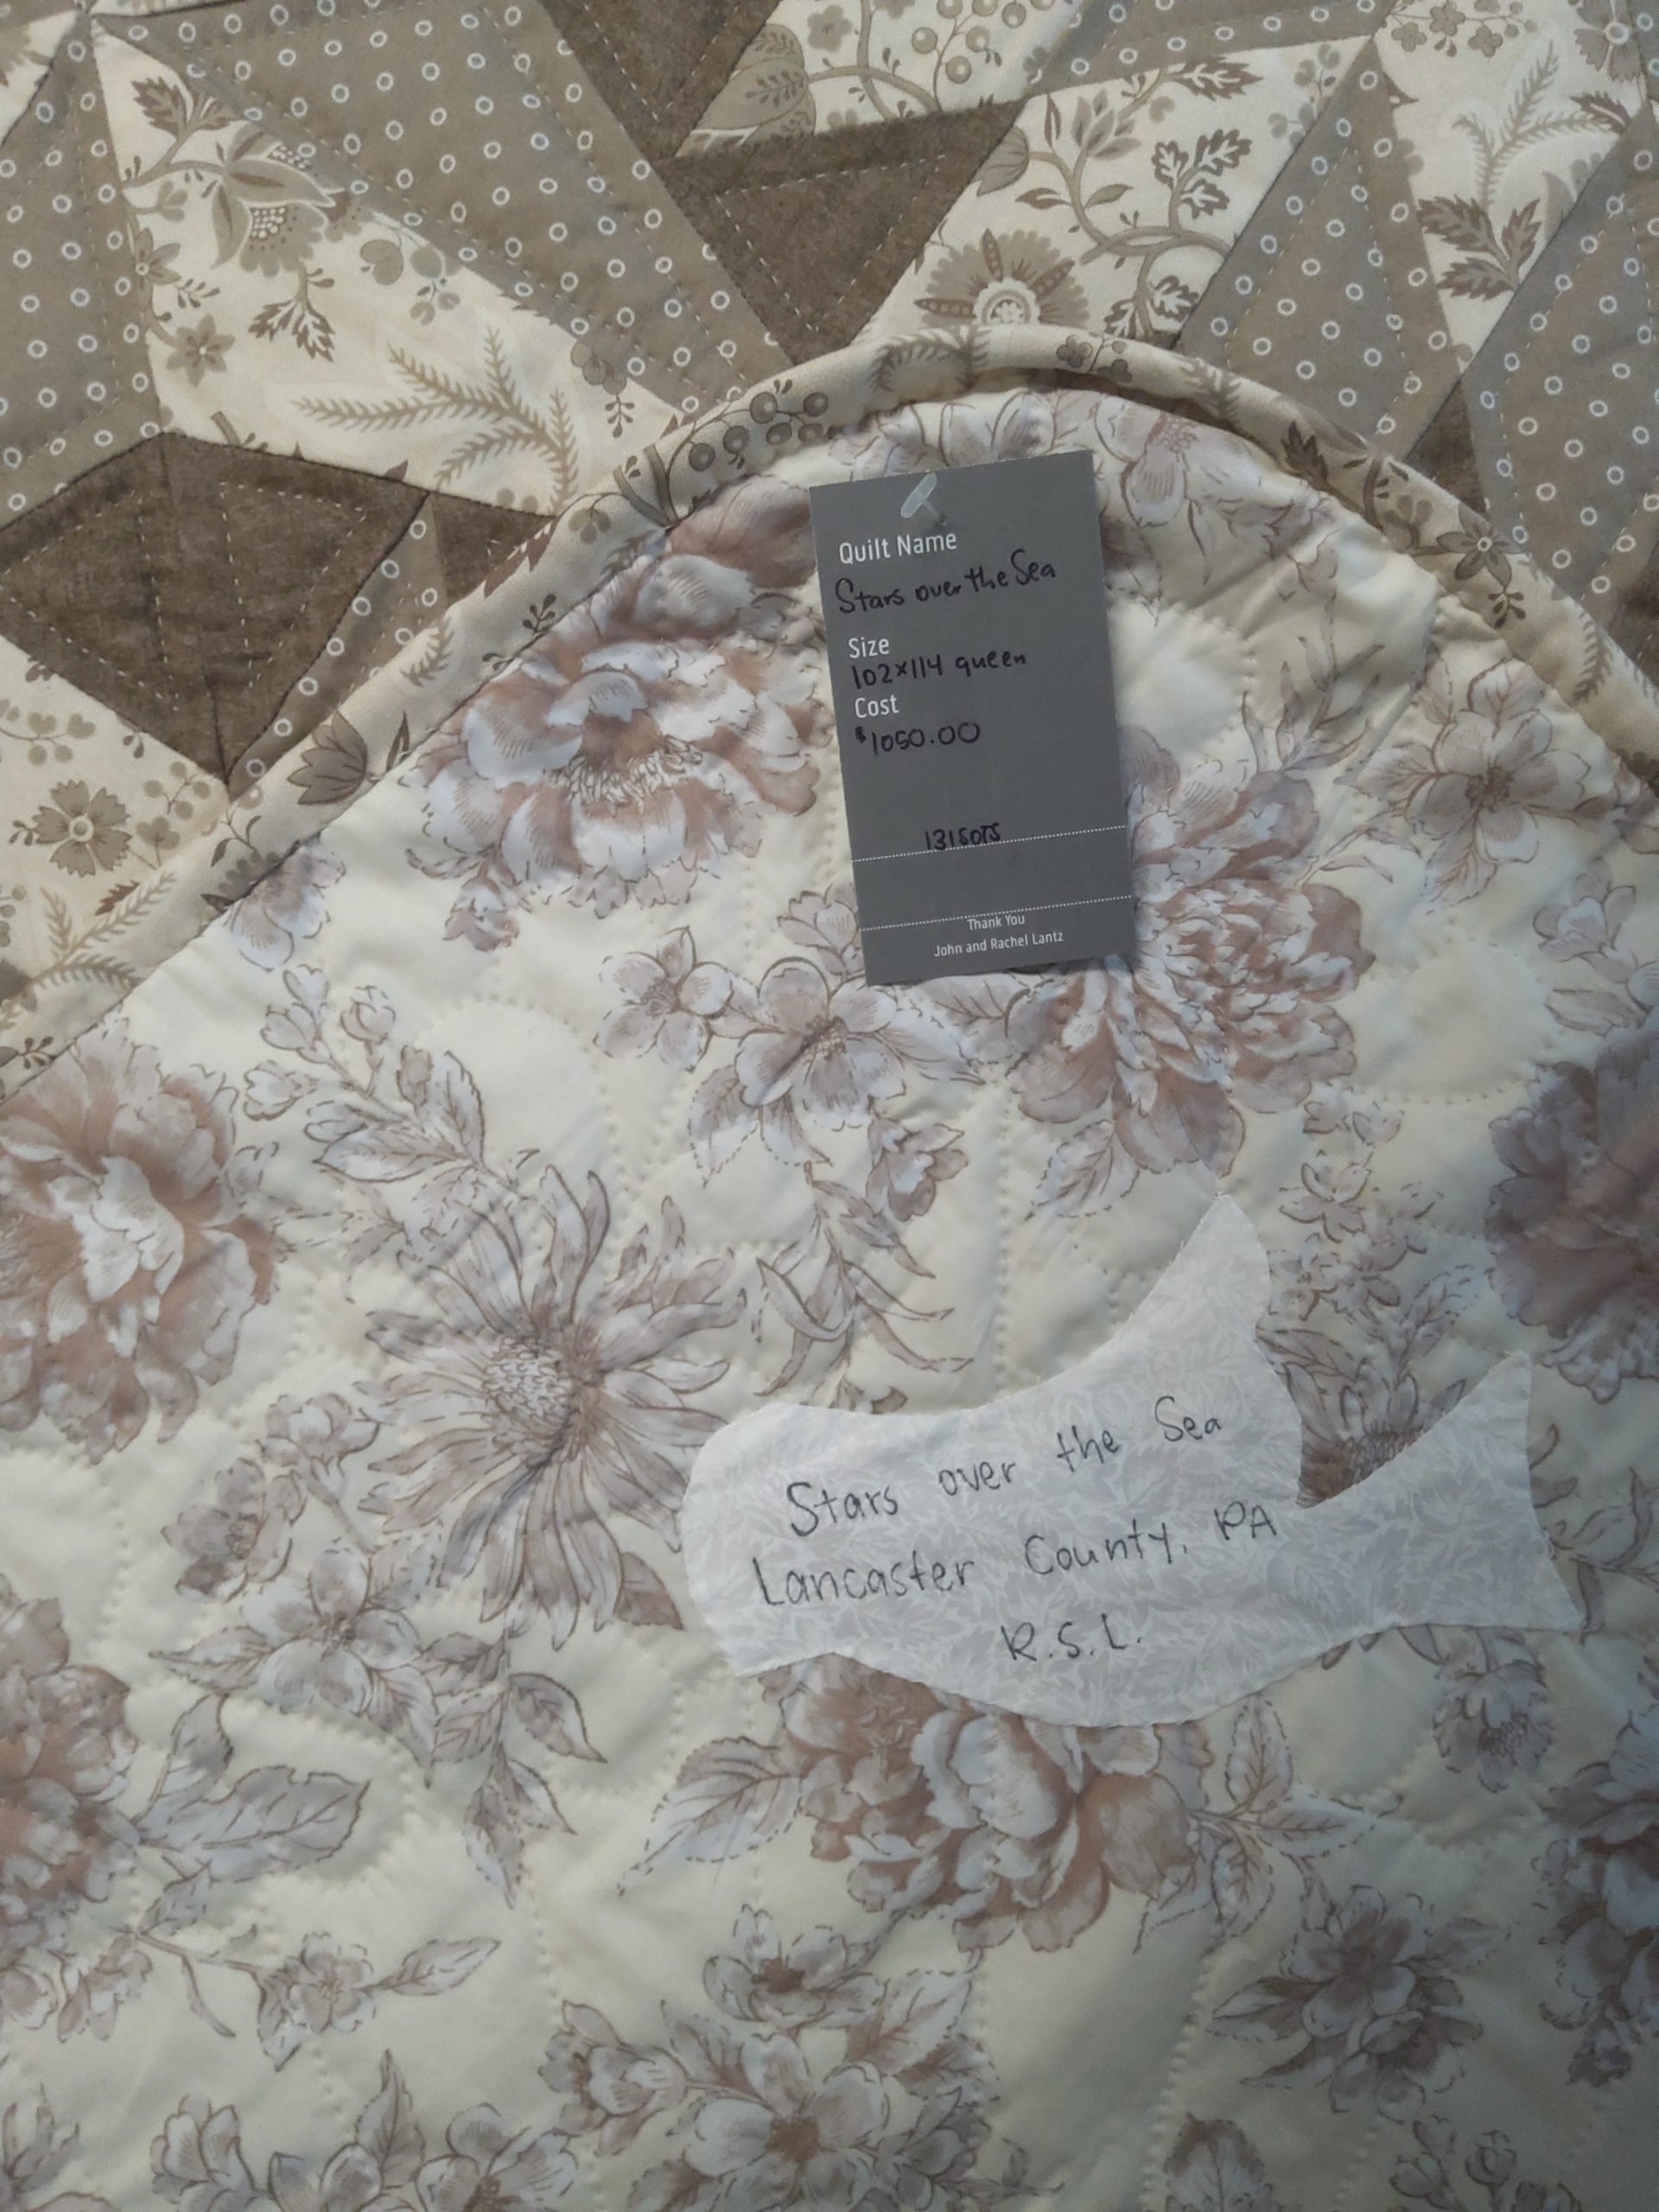 Quilt Name
Stars over the Sea
Size
102x114 queen
Cost
$1050.00
131SOTS
Thank You
John and Rachel Lantz
Stars over the Sea
Lancaster County, PA
R.S.L.